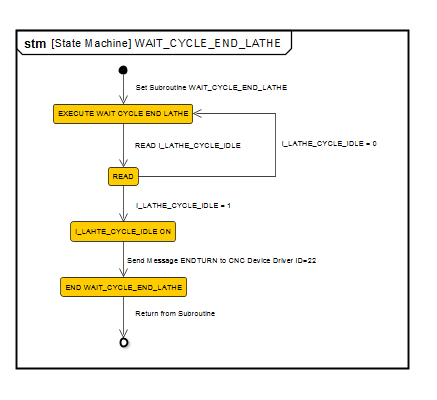 stm [State Machine] WAIT_CYCLE_END_LATHE
Set Subroutine WAIT_CYCLE_END_LATHE
EXECUTE WAIT CYCLE END LATHE
READ I_LATHE_CYCLE_IDLE
I_LATHE_CYCLE_IDLE = 0
READ
I_LATHE_CYCLE_IDLE = 1
I_LAHTE_CYCLE_IDLE ON
Send Message ENDTURN to CNC Device Driver ID=22
END WAIT_CYCLE_END_LATHE
Return from Subroutine